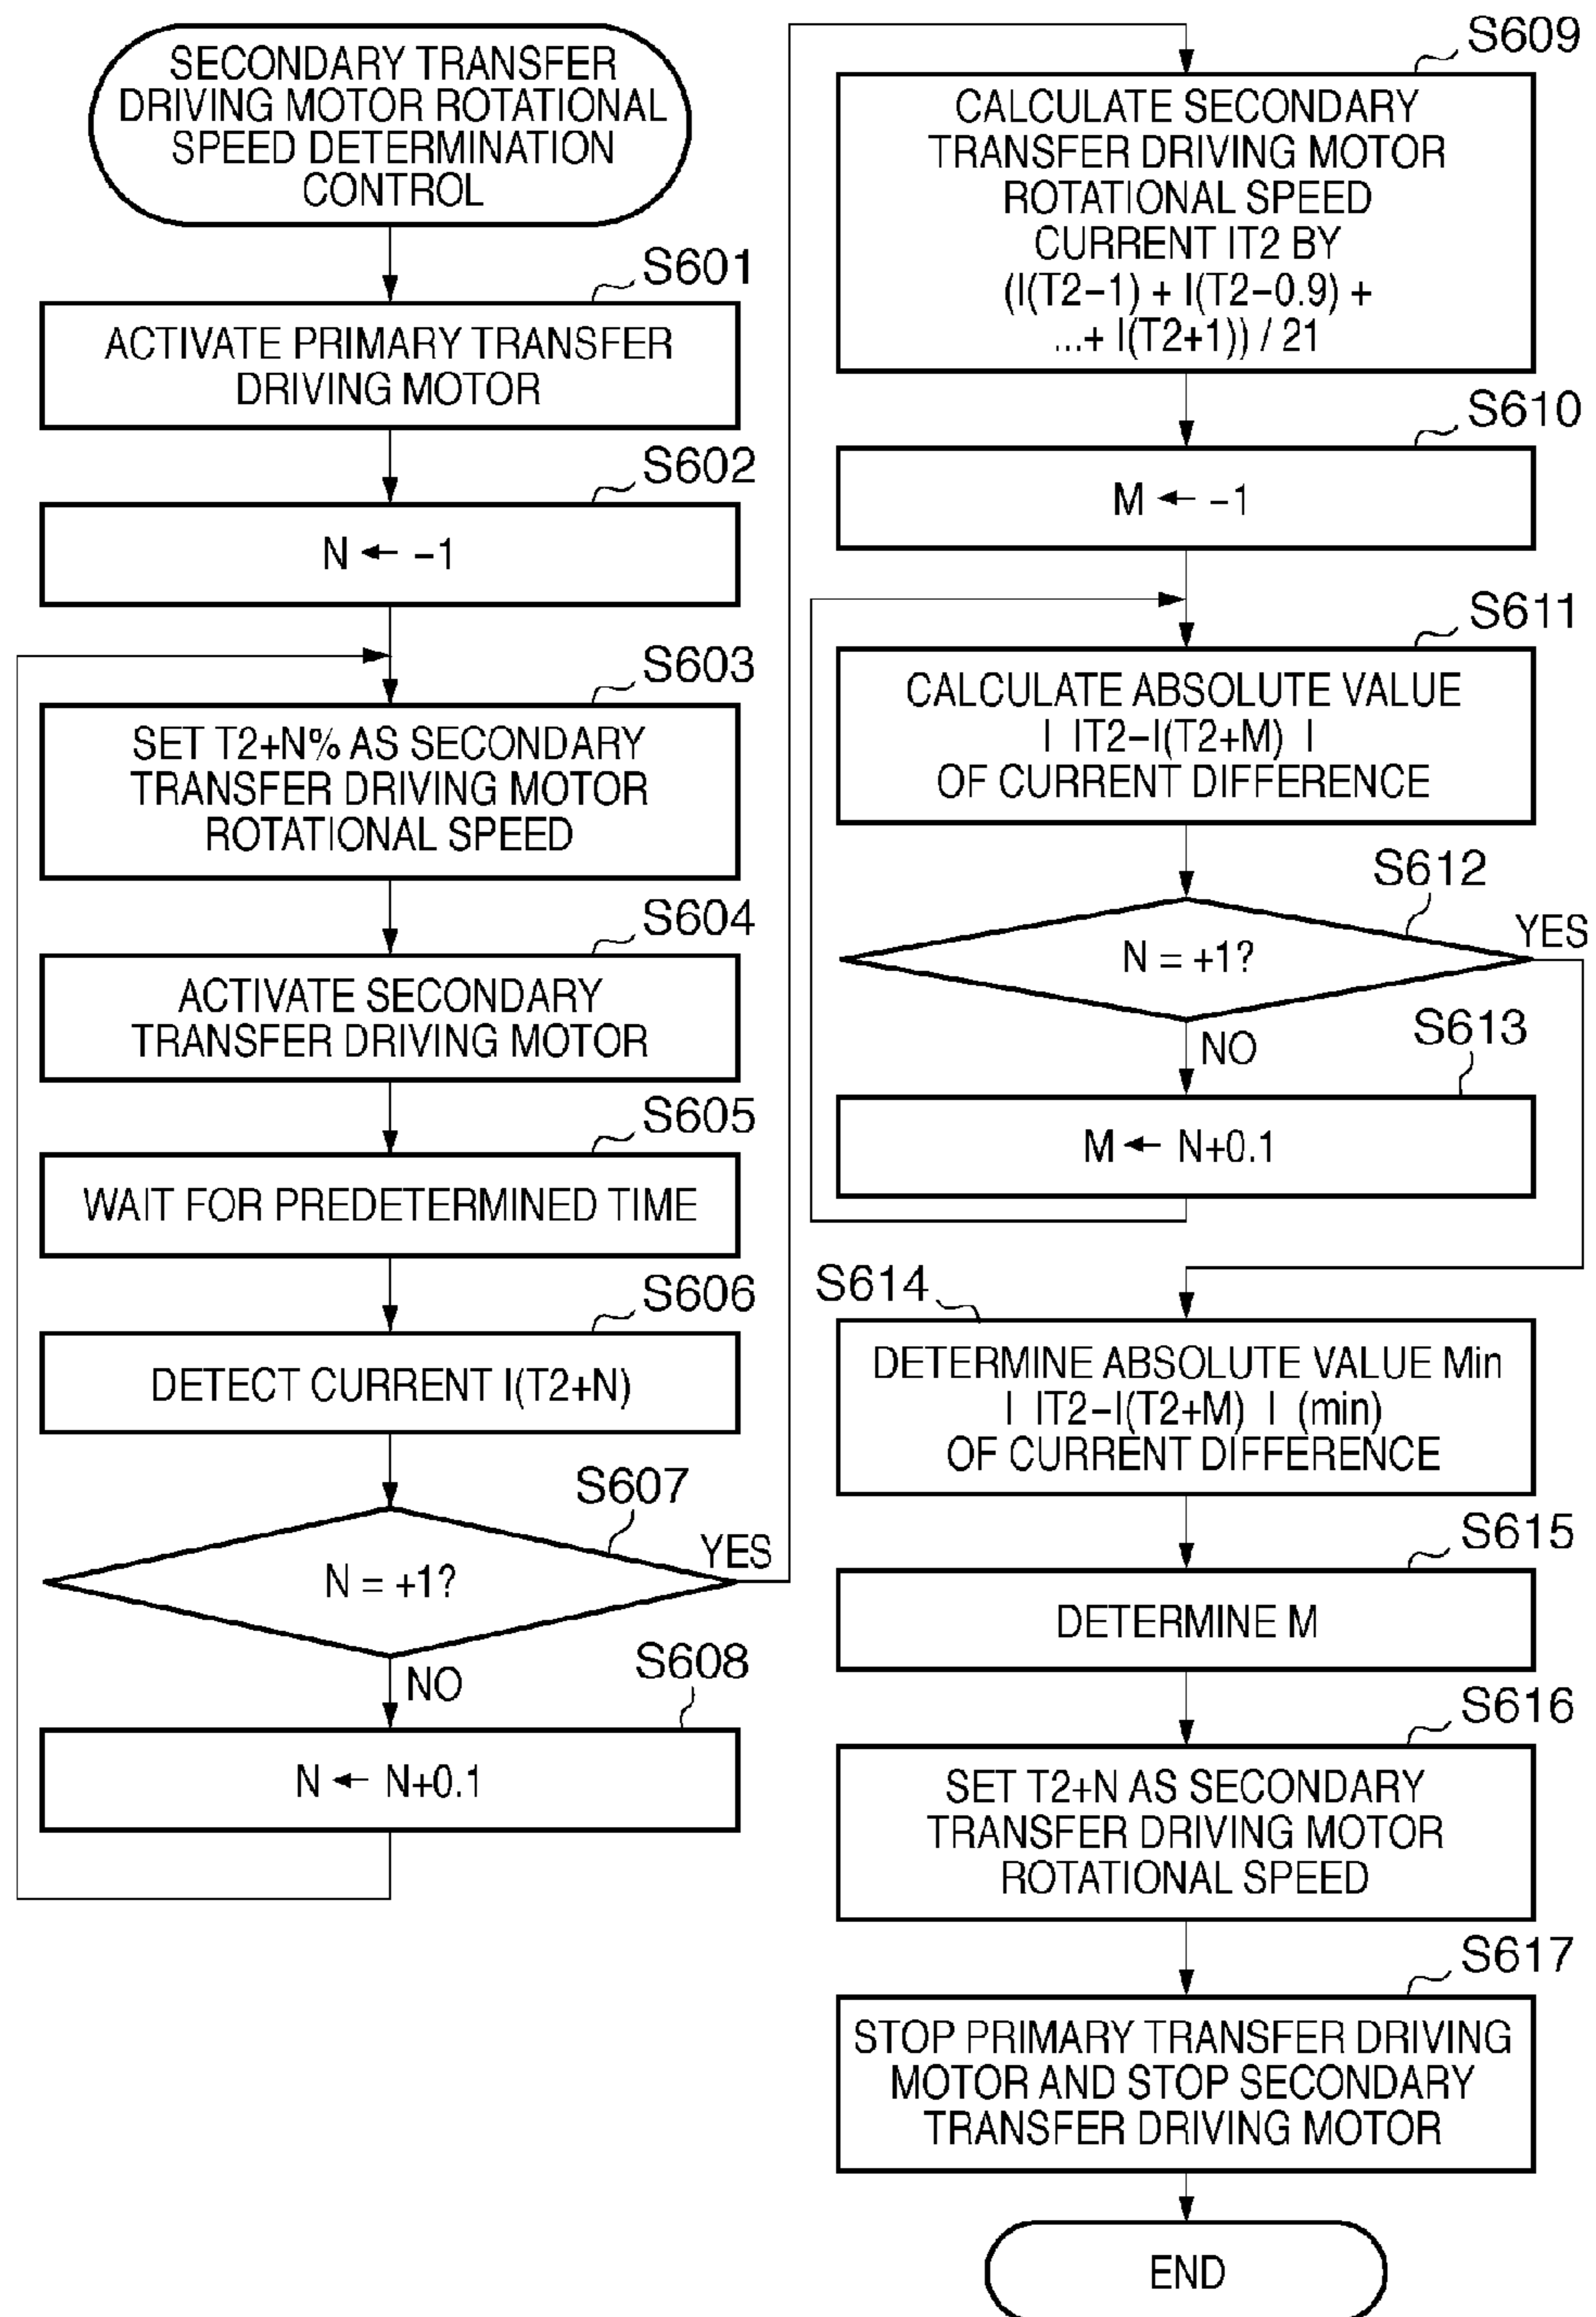 SECONDARY TRANSFER
DRIVING MOTOR ROTATIONAL
SPEED DETERMINATION
CONTROL
S601
ACTIVATE PRIMARY TRANSFER
DRIVING MOTOR
S602
N ← −1
S603
SET T2+N% AS SECONDARY
TRANSFER DRIVING MOTOR
ROTATIONAL SPEED
S604
ACTIVATE SECONDARY
TRANSFER DRIVING MOTOR
S605
WAIT FOR PREDETERMINED TIME
S606
DETECT CURRENT I(T2+N)
S607
N = +1?
YES
NO
S608
N ← N+0.1
S609
CALCULATE SECONDARY
TRANSFER DRIVING MOTOR
ROTATIONAL SPEED
CURRENT IT2 BY
(I(T2−1) + I(T2−0.9) +
...+ I(T2+1)) / 21
S610
M ← −1
S611
CALCULATE ABSOLUTE VALUE
| IT2−I(T2+M) |
OF CURRENT DIFFERENCE
S612
N = +1?
YES
NO
S613
M ← N+0.1
S614
DETERMINE ABSOLUTE VALUE Min
| IT2−I(T2+M) | (min)
OF CURRENT DIFFERENCE
S615
DETERMINE M
S616
SET T2+N AS SECONDARY
TRANSFER DRIVING MOTOR
ROTATIONAL SPEED
S617
STOP PRIMARY TRANSFER DRIVING
MOTOR AND STOP SECONDARY
TRANSFER DRIVING MOTOR
END